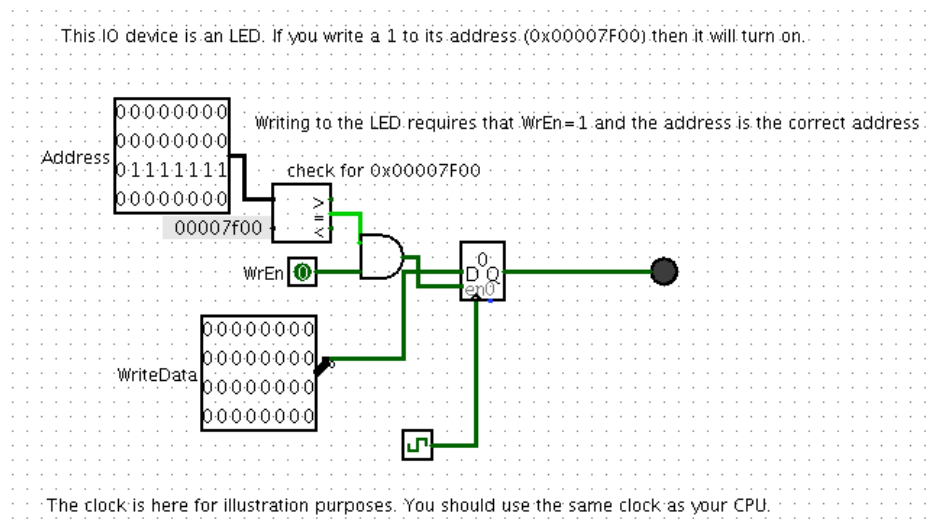 This IO device is an LED. If you write a 1 to its address (0x00007F00) then it will turn on.
00000000
Writing to the LED requires that WrEn=1 and the address is the correct address
00000000
Address
01111111
check for 0x00007F00
00000000
>
=
<
00007f00
0
WrEn
0
D Q
en0
00000000
00000000
WriteData
00000000
00000000
The clock is here for illustration purposes. You should use the same clock as your CPU.